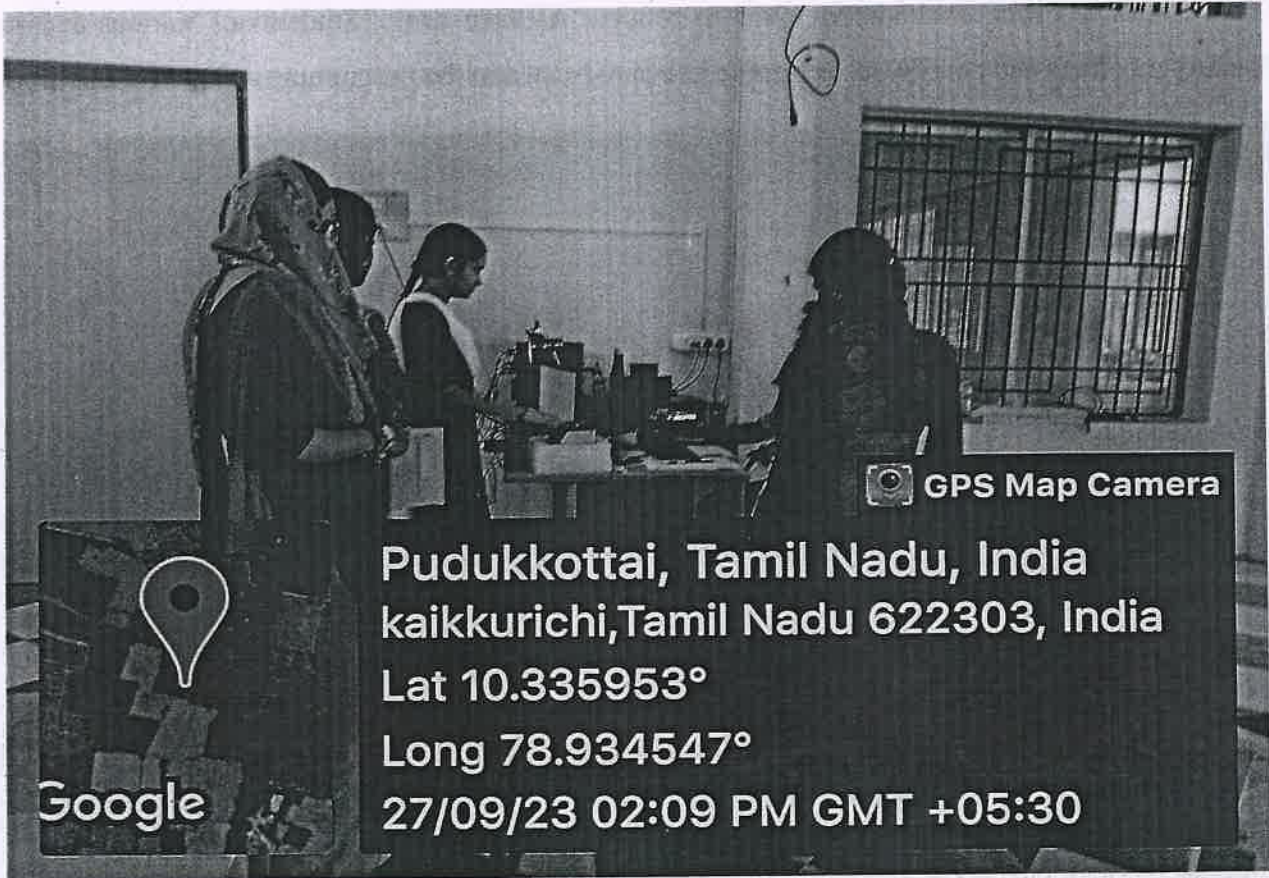 GPS Map Camera
Pudukkottai, Tamil Nadu, India
kaikkurichi,Tamil Nadu 622303, India
Lat 10.335953°
Long 78.934547°
27/09/23 02:09 PM GMT +05:30
Google